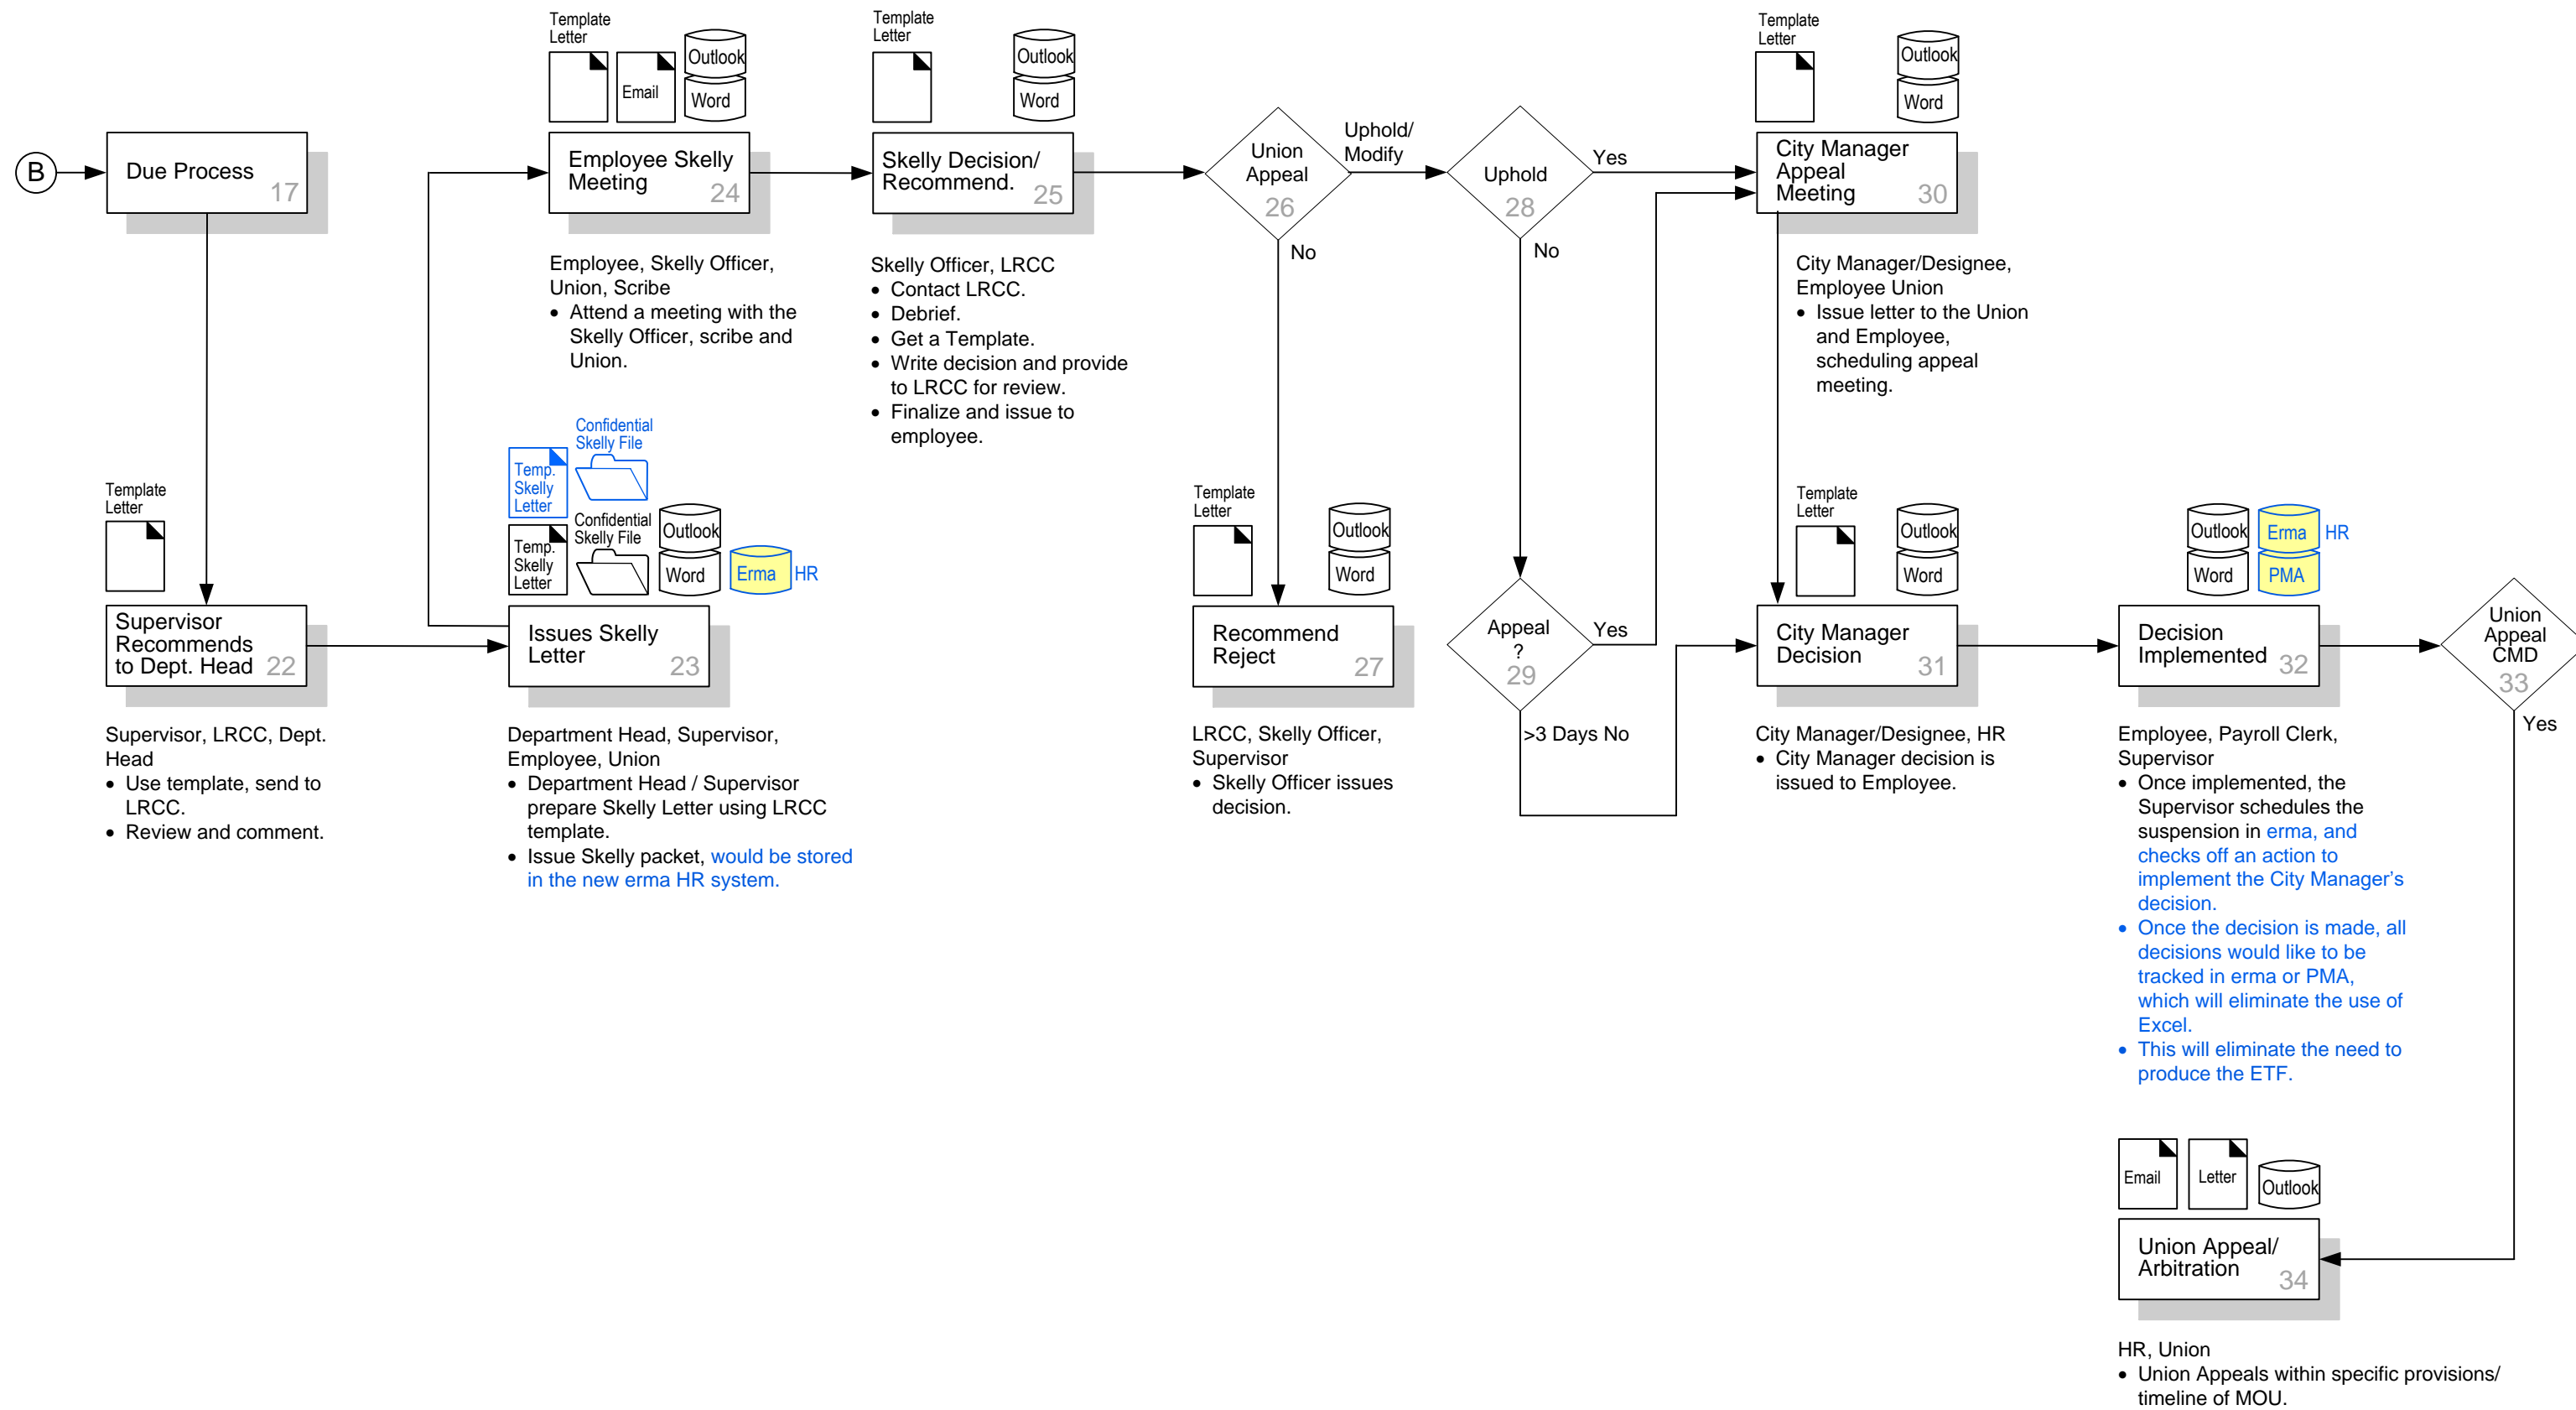 B
Due Process
17
Template
Letter
Supervisor
Recommends
to Dept. Head
22
Supervisor, LRCC, Dept.
Head
• Use template, send to
LRCC.
• Review and comment.
Confidential
Skelly File
Temp.
Skelly
Letter
Confidential
Skelly File
Temp.
Skelly
Letter
Outlook
Word
Erma
HR
Issues Skelly
Letter
23
Department Head, Supervisor,
Employee, Union
• Department Head / Supervisor
prepare Skelly Letter using LRCC
template.
• Issue Skelly packet, would be stored
in the new erma HR system.
Template
Letter
Email
Outlook
Word
Employee Skelly
Meeting
24
Employee, Skelly Officer,
Union, Scribe
• Attend a meeting with the
Skelly Officer, scribe and
Union.
Template
Letter
Outlook
Word
Skelly Decision/
Recommend.
25
Skelly Officer, LRCC
• Contact LRCC.
• Debrief.
• Get a Template.
• Write decision and provide
to LRCC for review.
• Finalize and issue to
employee.
Union
Appeal
26
Uphold/
Modify
No
Template
Letter
Outlook
Word
Recommend
Reject
27
LRCC, Skelly Officer,
Supervisor
• Skelly Officer issues
decision.
Uphold
28
Yes
No
Appeal
?
29
Yes
>3 Days No
Template
Letter
Outlook
Word
City Manager
Appeal
Meeting
30
City Manager/Designee,
Employee Union
• Issue letter to the Union
and Employee,
scheduling appeal
meeting.
Template
Letter
Outlook
Word
City Manager
Decision
31
City Manager/Designee, HR
• City Manager decision is
issued to Employee.
Outlook
Word
Erma
HR
PMA
Decision
Implemented
32
Employee, Payroll Clerk,
Supervisor
• Once implemented, the
Supervisor schedules the
suspension in erma, and
checks off an action to
implement the City Manager’s
decision.
• Once the decision is made, all
decisions would like to be
tracked in erma or PMA,
which will eliminate the use of
Excel.
• This will eliminate the need to
produce the ETF.
Union
Appeal
CMD
33
Yes
Email
Letter
Outlook
Union Appeal/
Arbitration
34
HR, Union
• Union Appeals within specific provisions/
timeline of MOU.